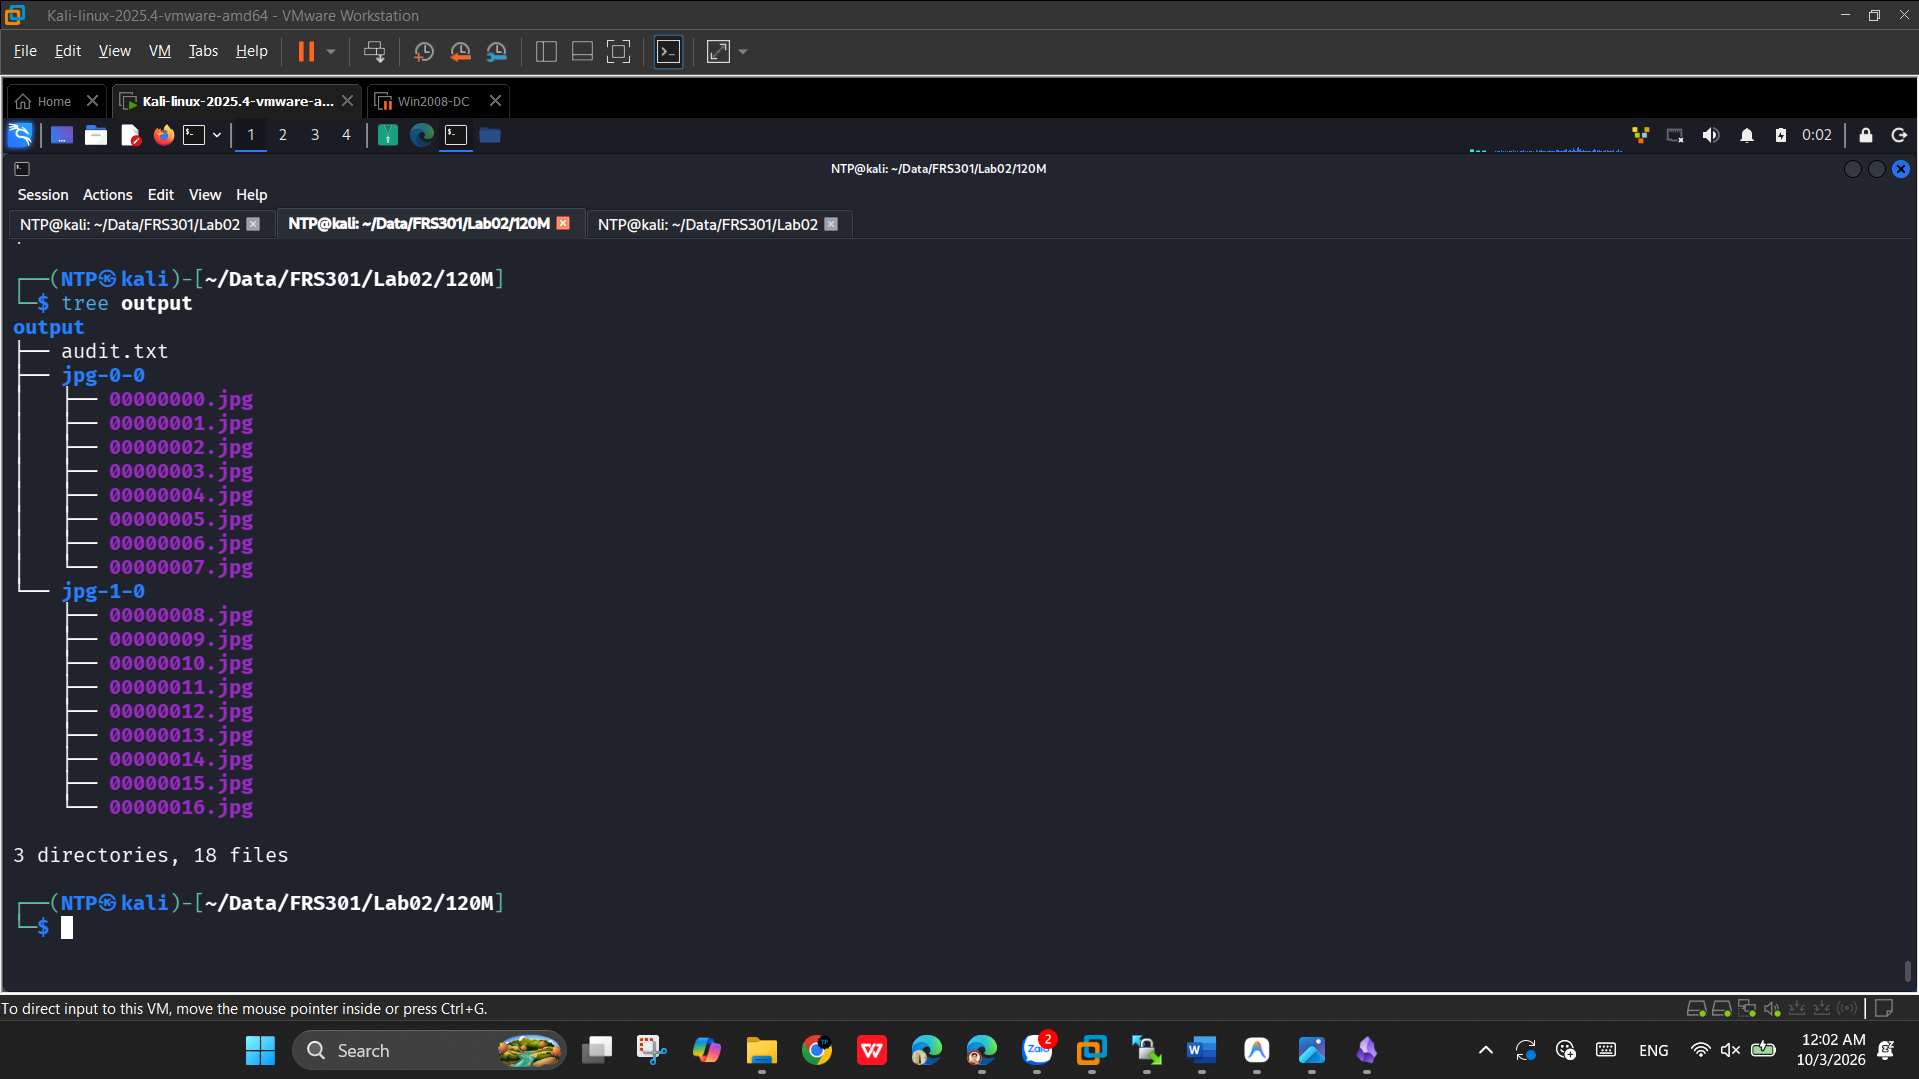 Kali-linux-2025.4-vmware-amd64 - VMware Workstation
File Edit View VM Tabs Help
Home
Kali-linux-2025.4-vmware-a...
Win2008-DC
1 2 3 4
0:02
NTP@kali: ~/Data/FRS301/Lab02/120M
Session Actions Edit View Help
NTP@kali: ~/Data/FRS301/Lab02
NTP@kali: ~/Data/FRS301/Lab02/120M
NTP@kali: ~/Data/FRS301/Lab02
┌──(NTP㉿kali)-[~/Data/FRS301/Lab02/120M]
└─$ tree output
output
├── audit.txt
├── jpg-0-0
│   ├── 00000000.jpg
│   ├── 00000001.jpg
│   ├── 00000002.jpg
│   ├── 00000003.jpg
│   ├── 00000004.jpg
│   ├── 00000005.jpg
│   ├── 00000006.jpg
│   └── 00000007.jpg
└── jpg-1-0
    ├── 00000008.jpg
    ├── 00000009.jpg
    ├── 00000010.jpg
    ├── 00000011.jpg
    ├── 00000012.jpg
    ├── 00000013.jpg
    ├── 00000014.jpg
    ├── 00000015.jpg
    └── 00000016.jpg
3 directories, 18 files
┌──(NTP㉿kali)-[~/Data/FRS301/Lab02/120M]
└─$
To direct input to this VM, move the mouse pointer inside or press Ctrl+G.
Search
Zalo
2
ENG
12:02 AM
10/3/2026